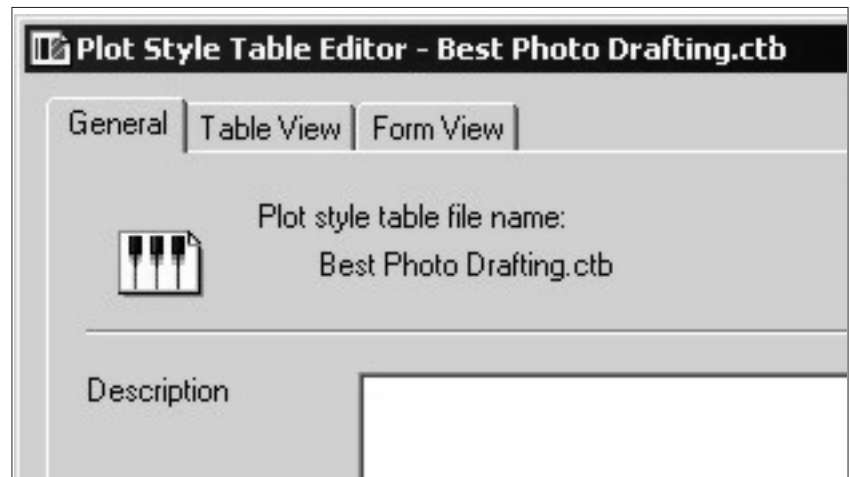 Plot Style Table Editor - Best Photo Drafting.ctb
General Table View Form View
Plot style table file name:
Best Photo Drafting.ctb
Description